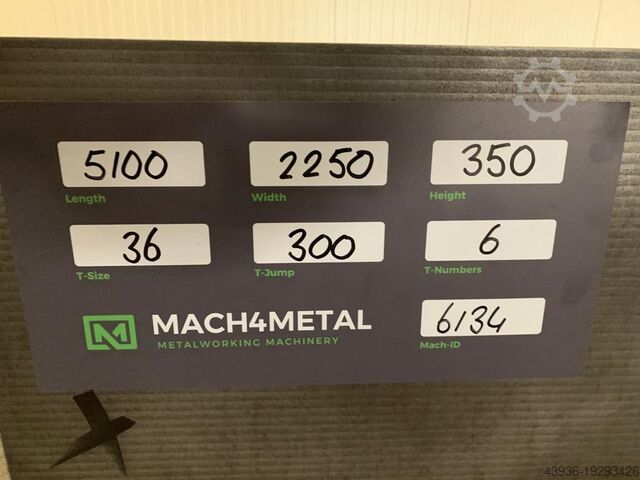 5100 2250 350
Length Width Height
36 300 6
T-Size T-Jump T-Numbers
MACH4METAL 6134
METALWORKING MACHINERY Mach-ID
43936-19293426